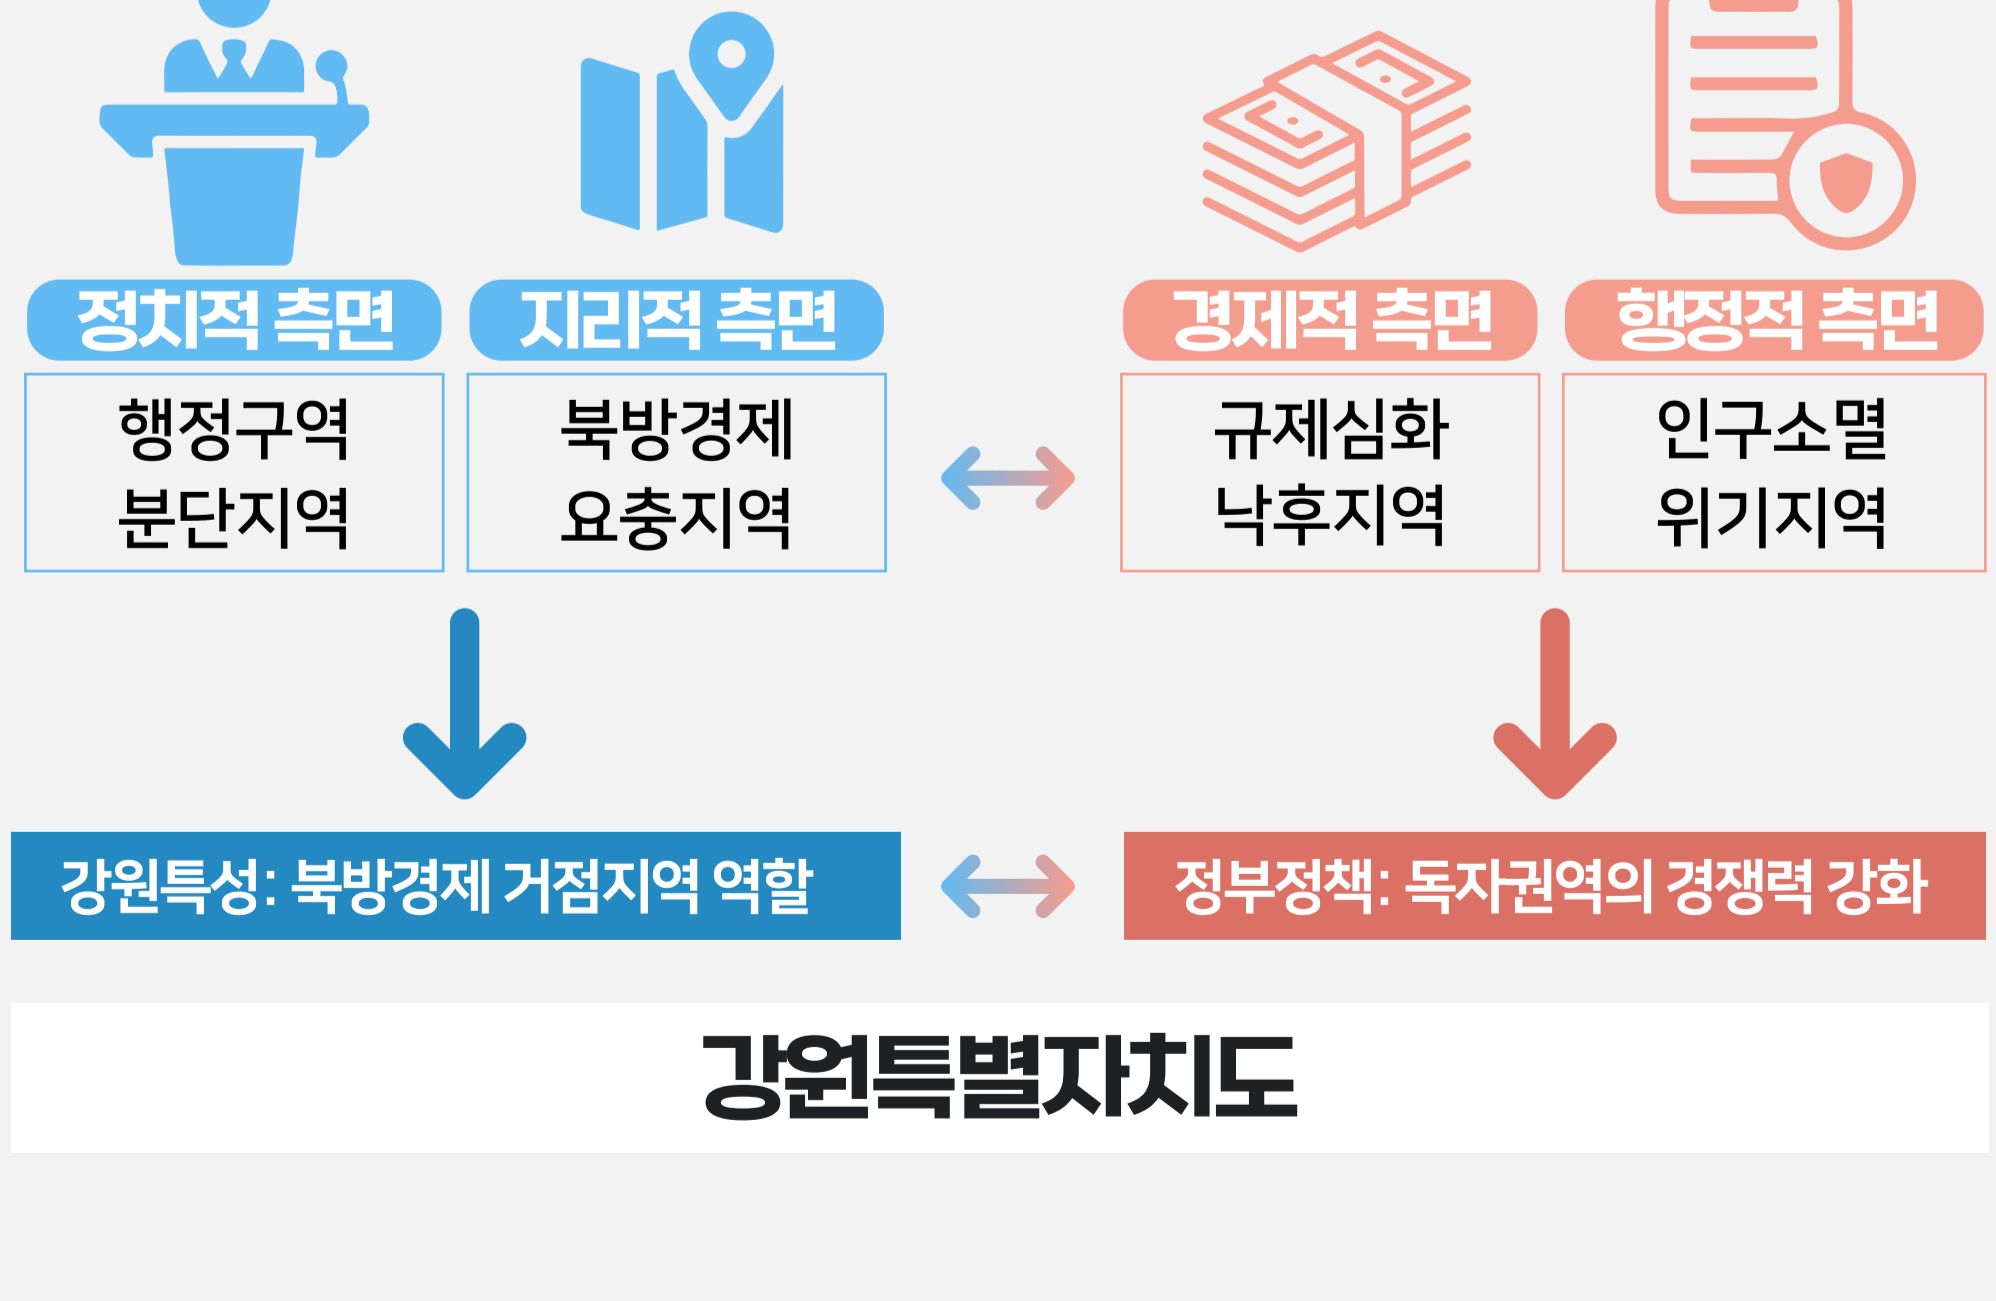 정치적 측면
행정구역
분단지역
지리적 측면
북방경제
요충지역
경제적 측면
규제심화
낙후지역
행정적 측면
인구소멸
위기지역
강원특성: 북방경제 거점지역 역할
정부정책: 독자권역의 경쟁력 강화
강원특별자치도